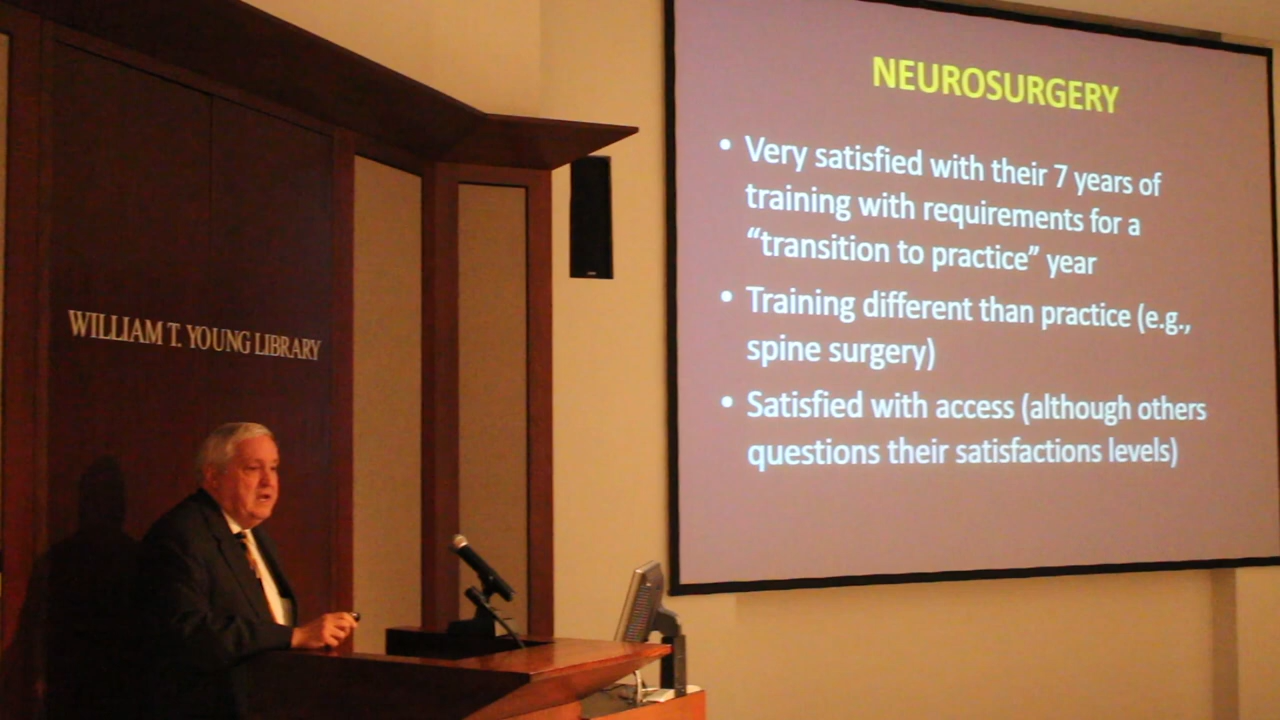 WILLIAM T. YOUNG LIBRARY
NEUROSURGERY
• Very satisfied with their 7 years of
training with requirements for a
“transition to practice” year
• Training different than practice (e.g.,
spine surgery)
• Satisfied with access (although others
questions their satisfactions levels)